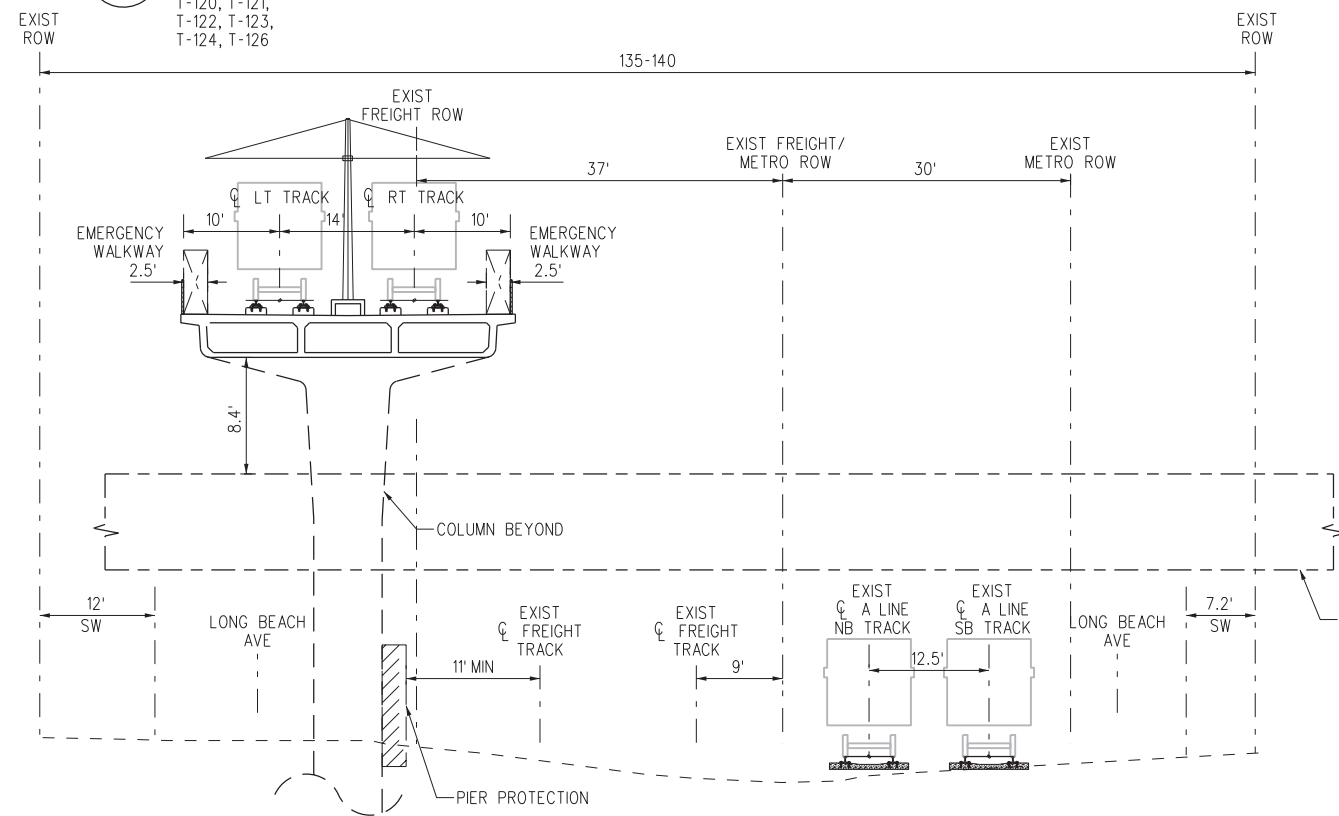 T-120, T-121,
T-122, T-123,
T-124, T-126
EXIST
ROW
EXIST
ROW
135-140
EXIST
FREIGHT ROW
EXIST FREIGHT/
METRO ROW
EXIST
METRO ROW
37'
30'
℄ LT TRACK
℄ RT TRACK
10'
14'
10'
EMERGENCY
WALKWAY
2.5'
EMERGENCY
WALKWAY
2.5'
8.4'
COLUMN BEYOND
12'
SW
LONG BEACH
AVE
EXIST
℄ FREIGHT
TRACK
EXIST
℄ FREIGHT
TRACK
EXIST
℄ A LINE
NB TRACK
EXIST
℄ A LINE
SB TRACK
LONG BEACH
AVE
7.2'
SW
11' MIN
9'
12.5'
PIER PROTECTION